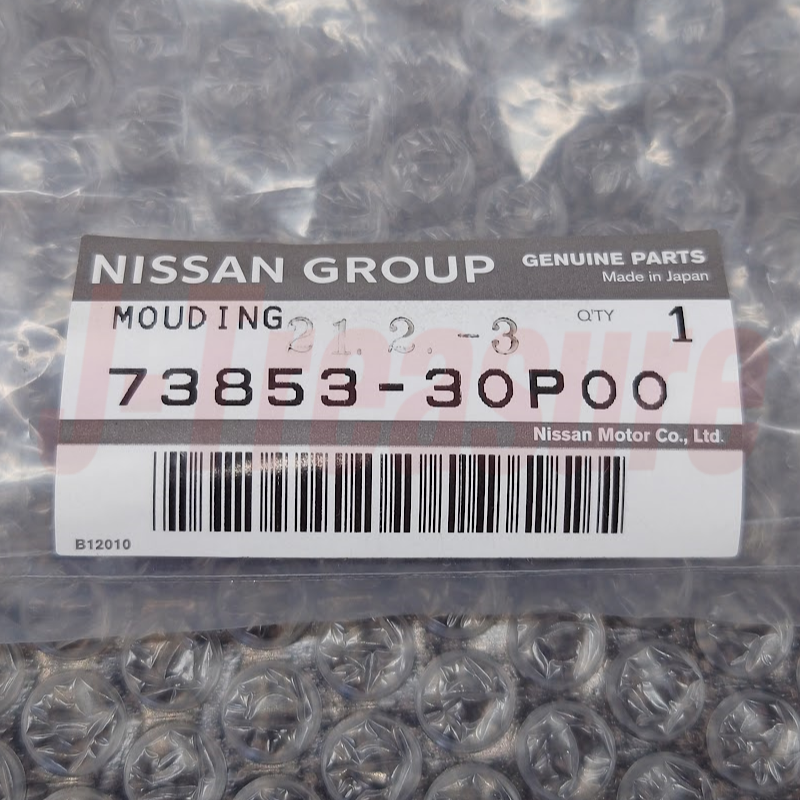 NISSAN GROUP GENUINE PARTS
Made in Japan
MOUDING 21.2.-3 Q'TY 1
73853-30P00
Nissan Motor Co., Ltd.
B12010